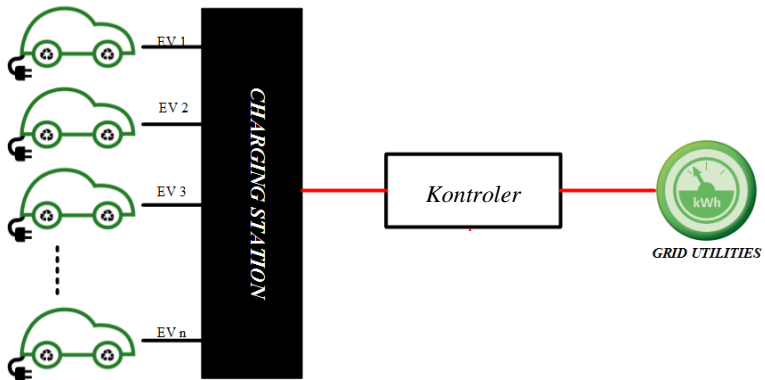 EV 1
EV 2
EV 3
EV n
CHARGING STATION
Kontroler
kWh
GRID UTILITIES